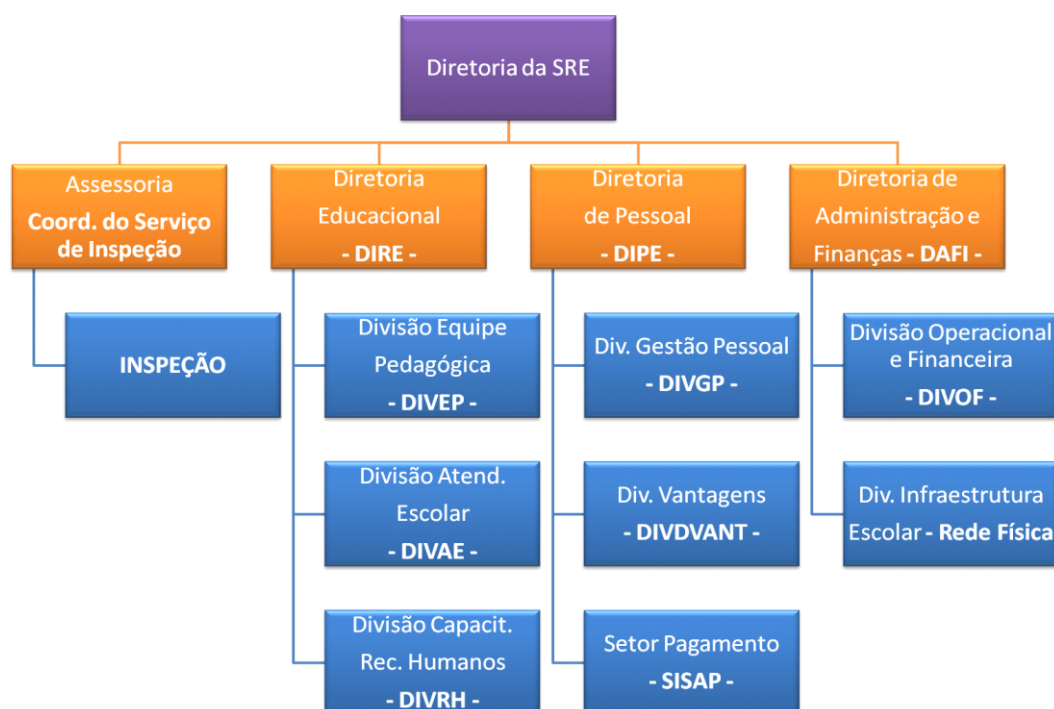 Diretoria da SRE
Assessoria
Coord. do Serviço
de Inspeção
Diretoria
Educacional
- DIRE -
Diretoria
de Pessoal
- DIPE -
Diretoria de
Administração e
Finanças - DAFI -
INSPEÇÃO
Divisão Equipe
Pedagógica
- DIVEP -
Div. Gestão Pessoal
- DIVGP -
Divisão Operacional
e Financeira
- DIVOF -
Divisão Atend.
Escolar
- DIVAE -
Div. Vantagens
- DIVDVANT -
Div. Infraestrutura
Escolar - Rede Física
Divisão Capacit.
Rec. Humanos
- DIVRH -
Setor Pagamento
- SISAP -